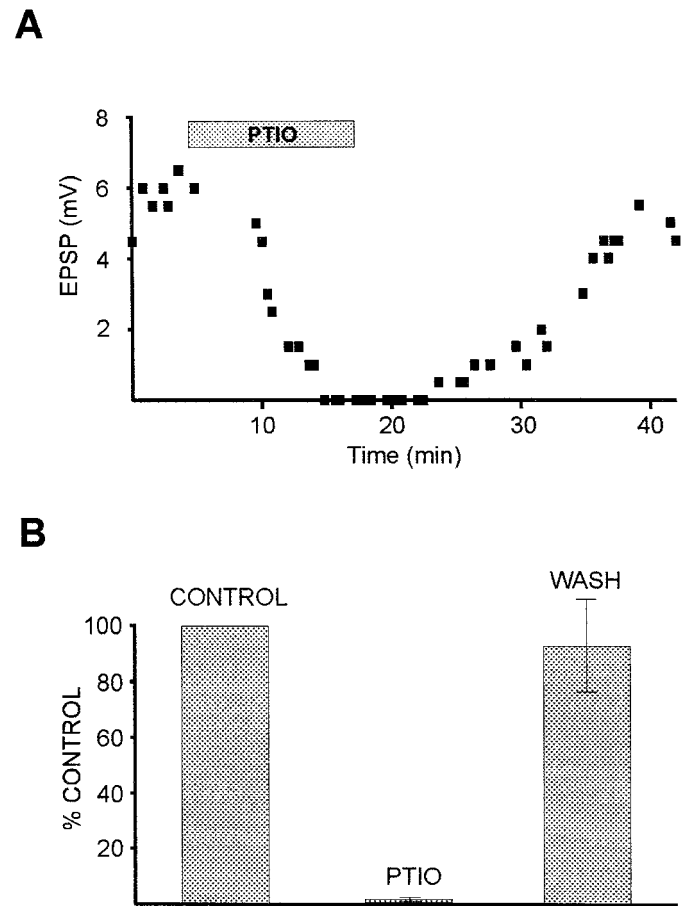 A
8
PTIO
6
EPSP (mV)
4
2
10
20
30
40
Time (min)
B
WASH
CONTROL
100
80
60
% CONTROL
40
PTIO
20